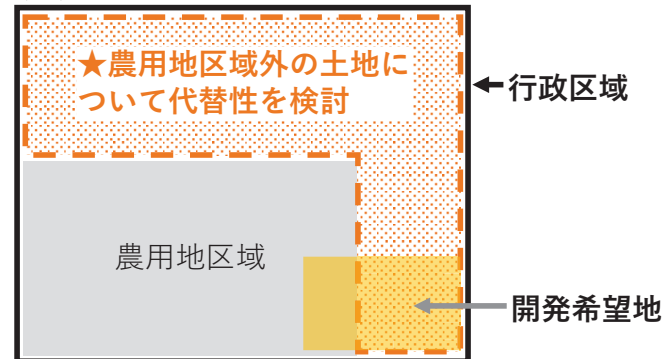 ★農用地区域外の土地に
ついて代替性を検討
行政区域
農用地区域
開発希望地